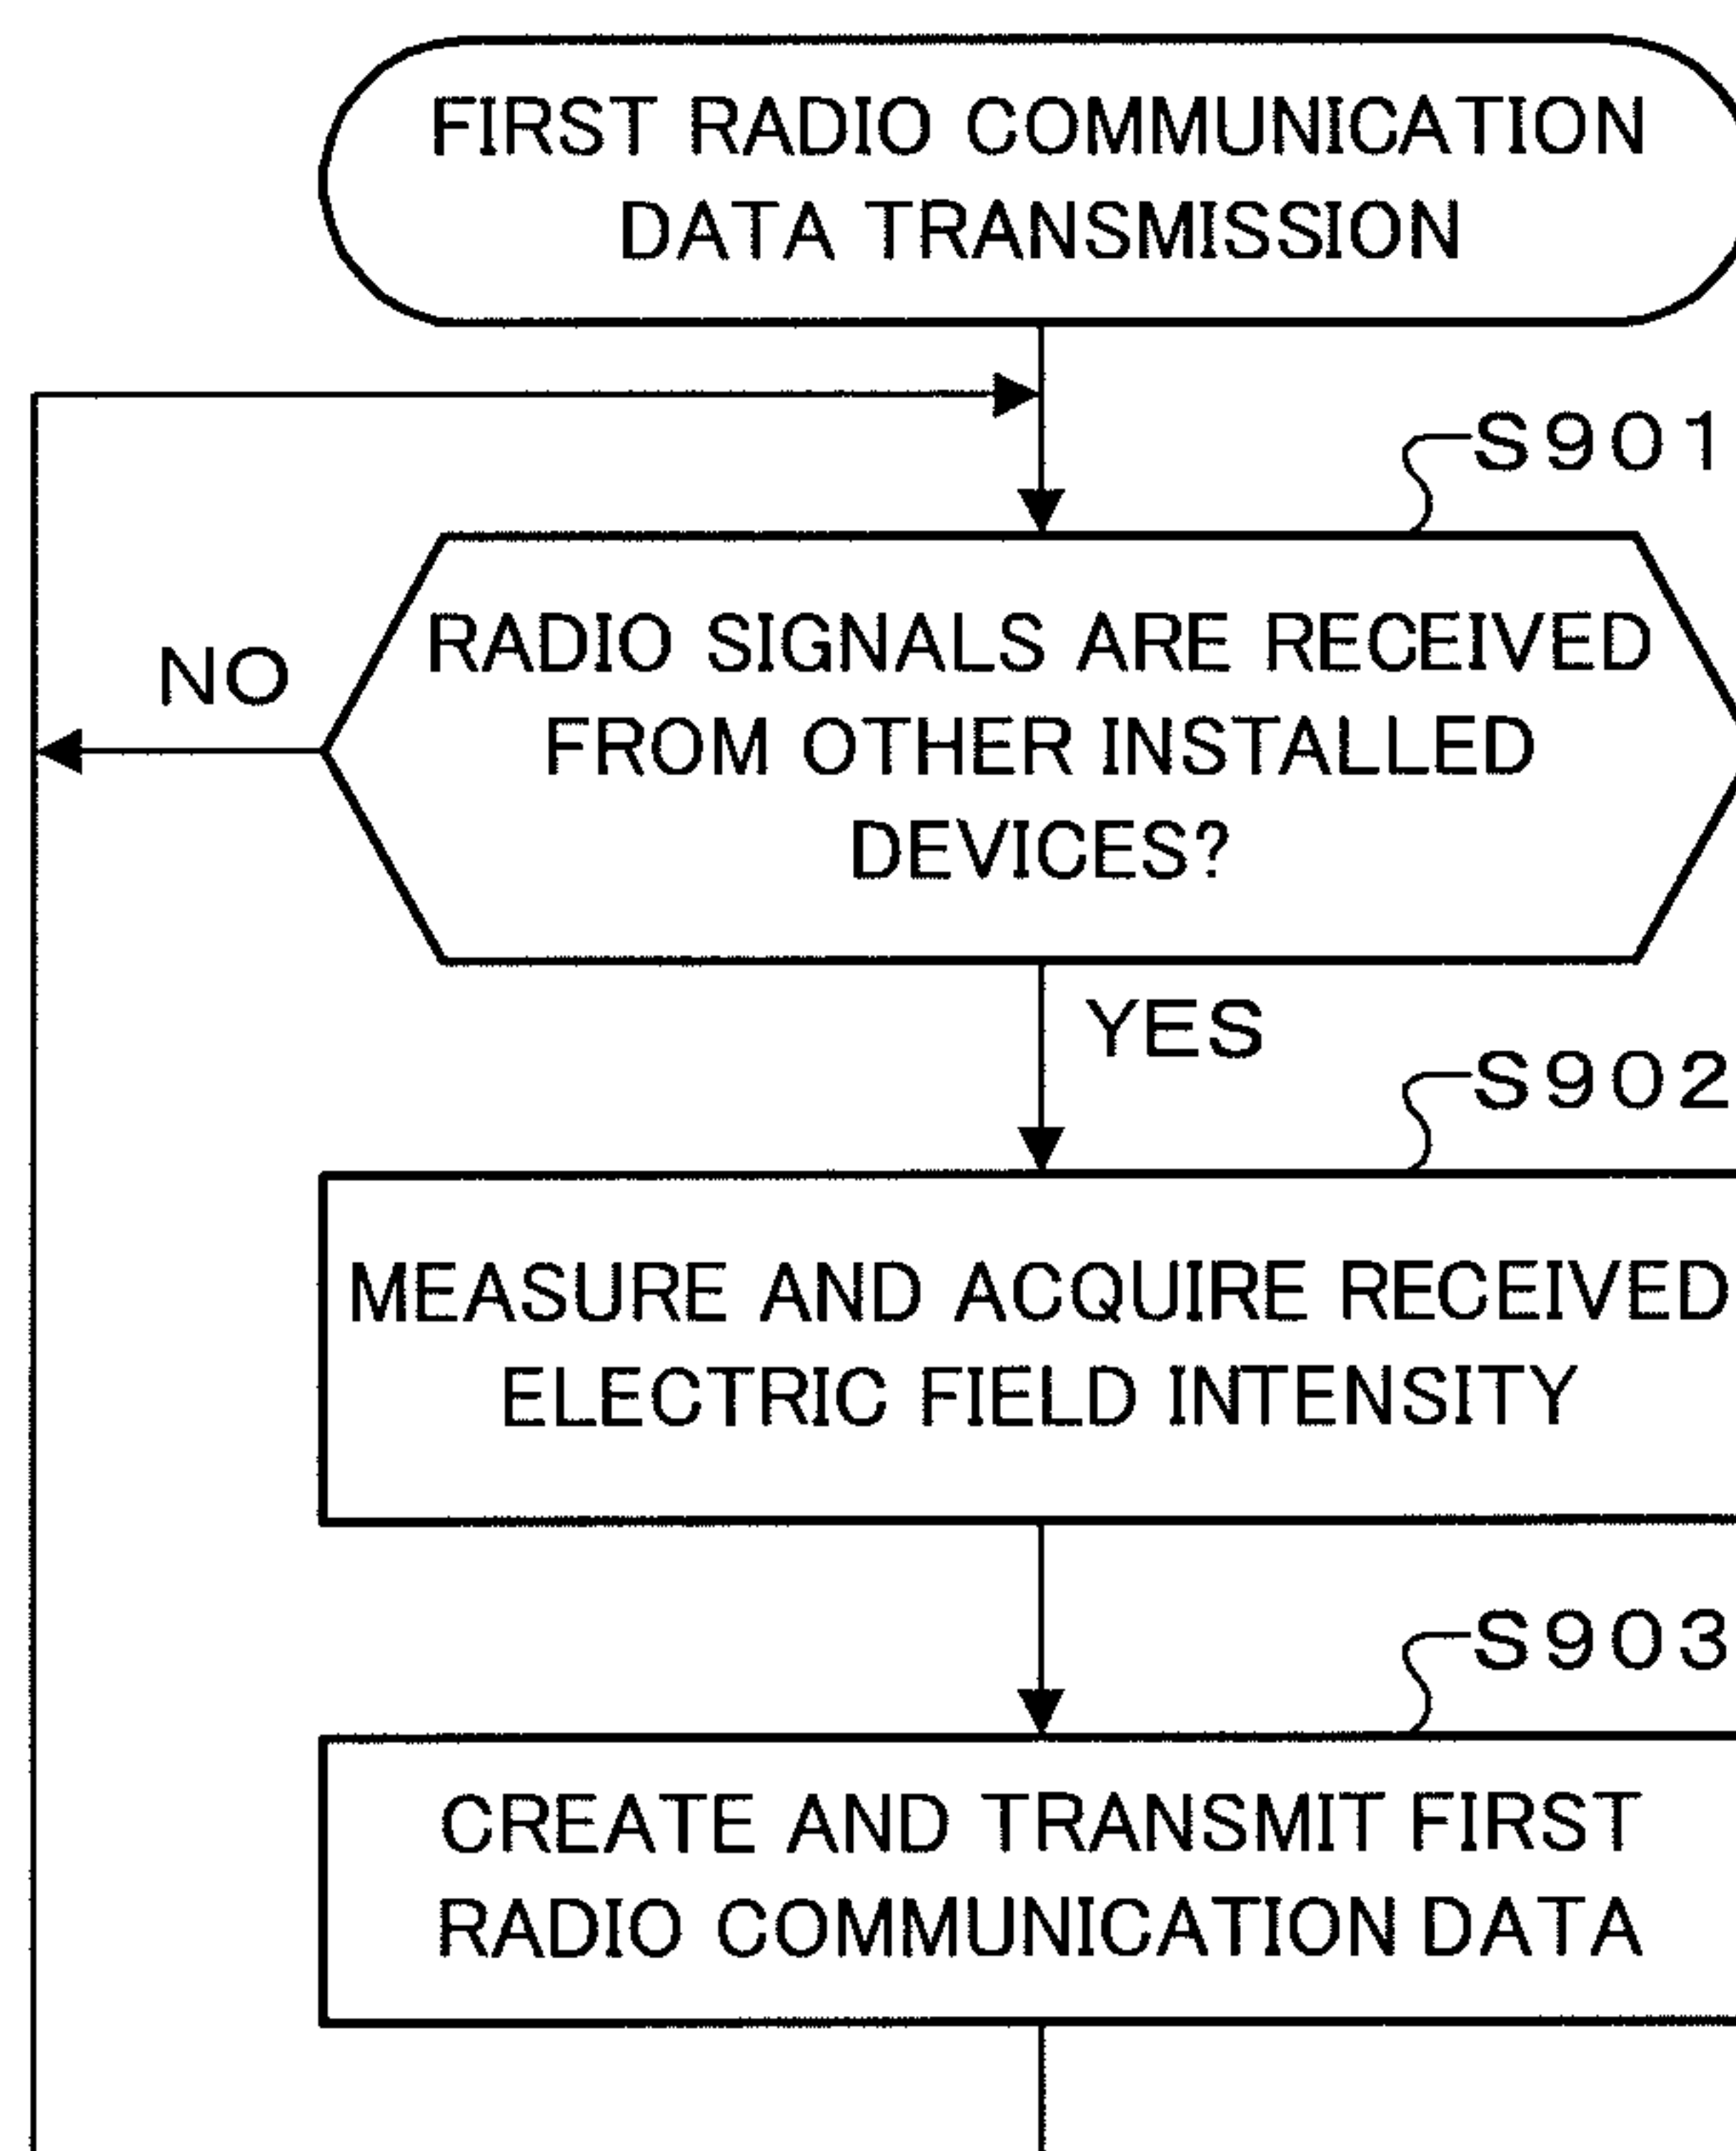 FIRST RADIO COMMUNICATION
DATA TRANSMISSION
S901
RADIO SIGNALS ARE RECEIVED
FROM OTHER INSTALLED
DEVICES?
NO
YES
S902
MEASURE AND ACQUIRE RECEIVED
ELECTRIC FIELD INTENSITY
S903
CREATE AND TRANSMIT FIRST
RADIO COMMUNICATION DATA